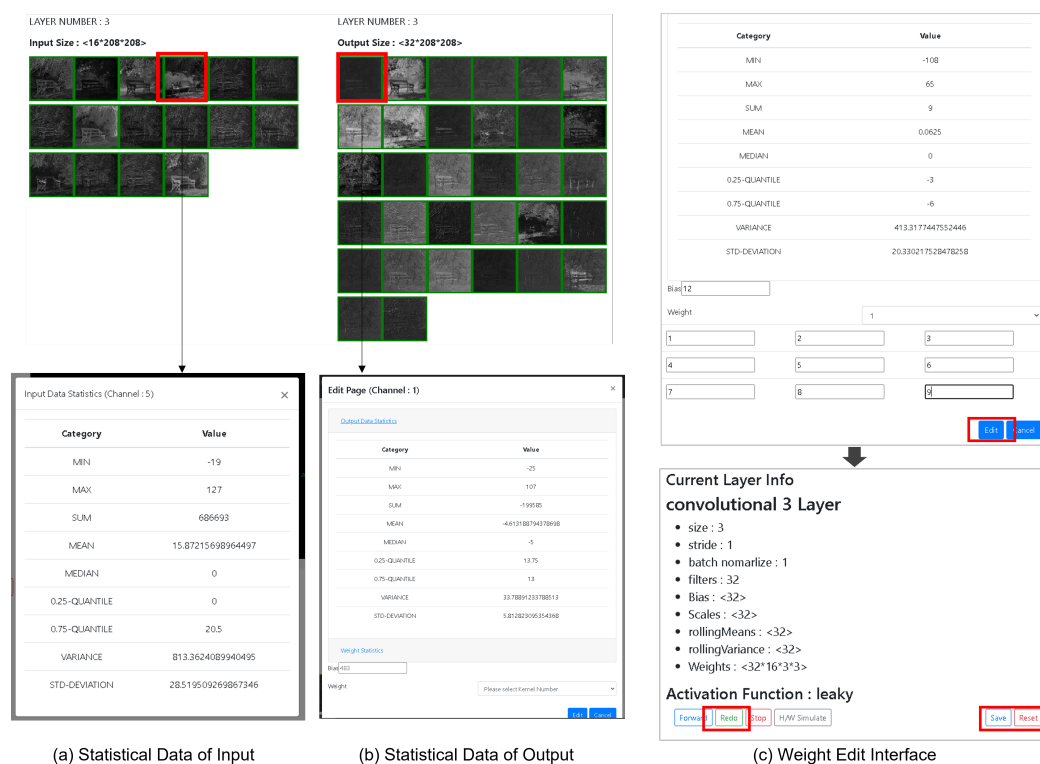 LAYER NUMBER : 3
Input Size : <16*208*208>
LAYER NUMBER : 3
Output Size : <32*208*208>
Input Data Statistics (Channel : 5) ×
Category Value
MIN -19
MAX 127
SUM 686693
MEAN 15.87215698964497
MEDIAN 0
0.25-QUANTILE 0
0.75-QUANTILE 20.5
VARIANCE 813.3624089940495
STD-DEVIATION 28.519509269867346
(a) Statistical Data of Input
Edit Page (Channel : 1) ×
Output Data Statistics
Category Value
MIN -25
MAX 107
SUM -199585
MEAN -4.613188794378698
MEDIAN -5
0.25-QUANTILE 13.75
0.75-QUANTILE 13
VARIANCE 33.78891233788513
STD-DEVIATION 5.812823095354368
Weight Statistics
Bias 483
Weight Please select Kernel Number
Edit Cancel
(b) Statistical Data of Output
Category Value
MIN -108
MAX 65
SUM 9
MEAN 0.0625
MEDIAN 0
0.25-QUANTILE -3
0.75-QUANTILE -6
VARIANCE 413.3177447552446
STD-DEVIATION 20.330217528478258
Bias 12
Weight 1
1 2 3
4 5 6
7 8 9
Edit Cancel
Current Layer Info
convolutional 3 Layer
• size : 3
• stride : 1
• batch nomarlize : 1
• filters : 32
• Bias : <32>
• Scales : <32>
• rollingMeans : <32>
• rollingVariance : <32>
• Weights : <32*16*3*3>
Activation Function : leaky
Forward Redo Stop H/W Simulate Save Reset
(c) Weight Edit Interface